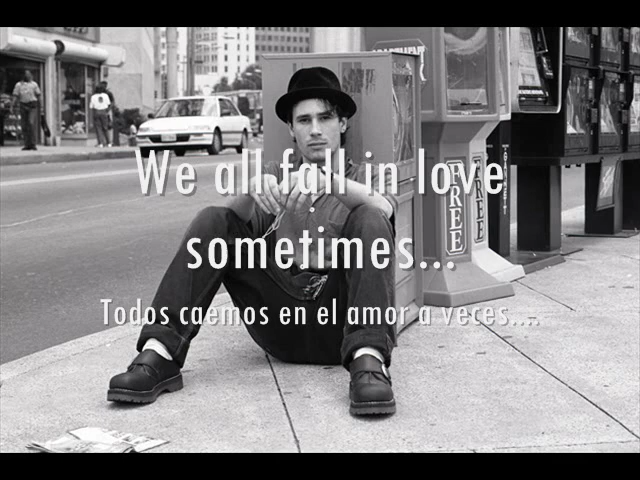 We all fall in love
sometimes...
Todos caemos en el amor a veces....
FREE
FREE